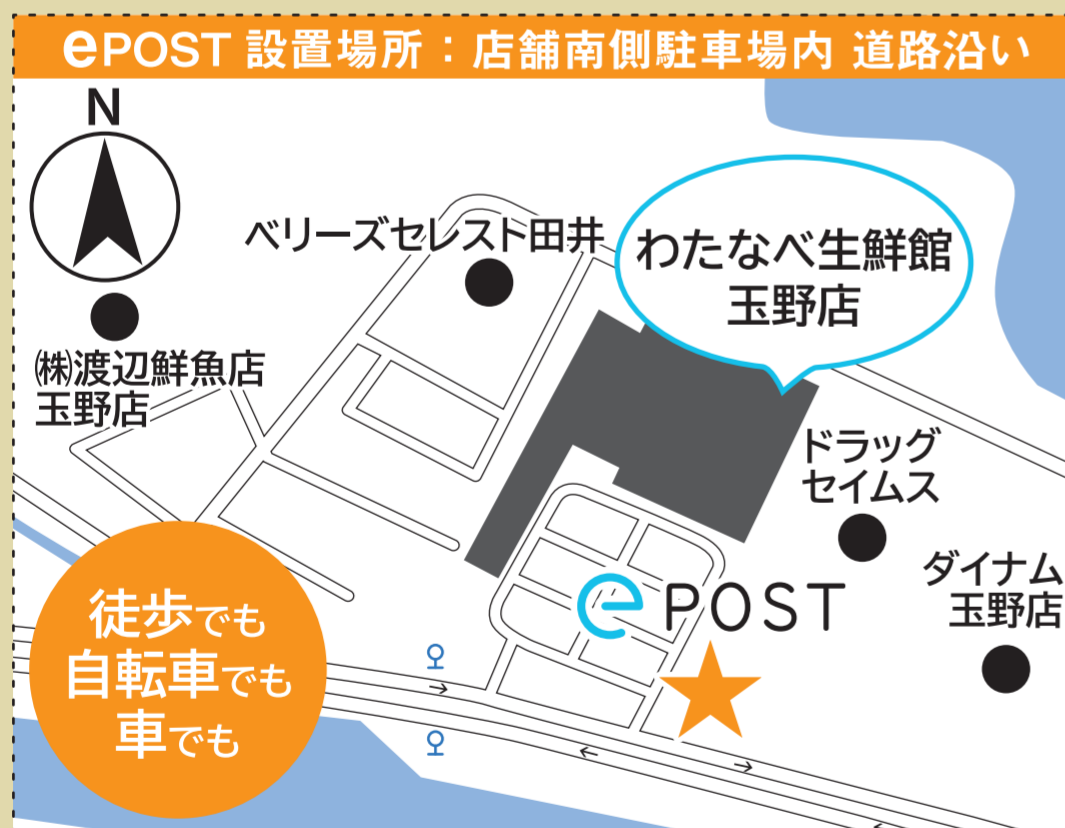 ePOST 設置場所：店舗南側駐車場内 道路沿い
N
ベリーズセレスト田井
わたなべ生鮮館
玉野店
㈱渡辺鮮魚店
玉野店
ドラッグ
セイムス
ダイナム
玉野店
ePOST
徒歩でも
自転車でも
車でも